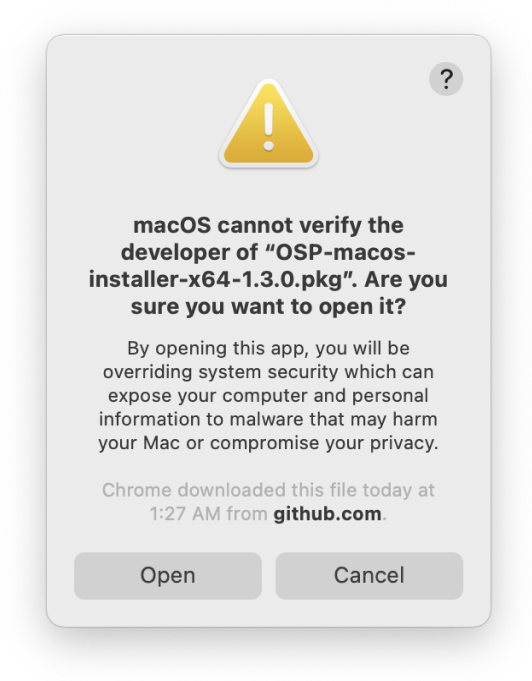 ?
macOS cannot verify the
developer of “OSP-macos-
installer-x64-1.3.0.pkg”. Are you
sure you want to open it?
By opening this app, you will be
overriding system security which can
expose your computer and personal
information to malware that may harm
your Mac or compromise your privacy.
Chrome downloaded this file today at
1:27 AM from github.com.
Open
Cancel